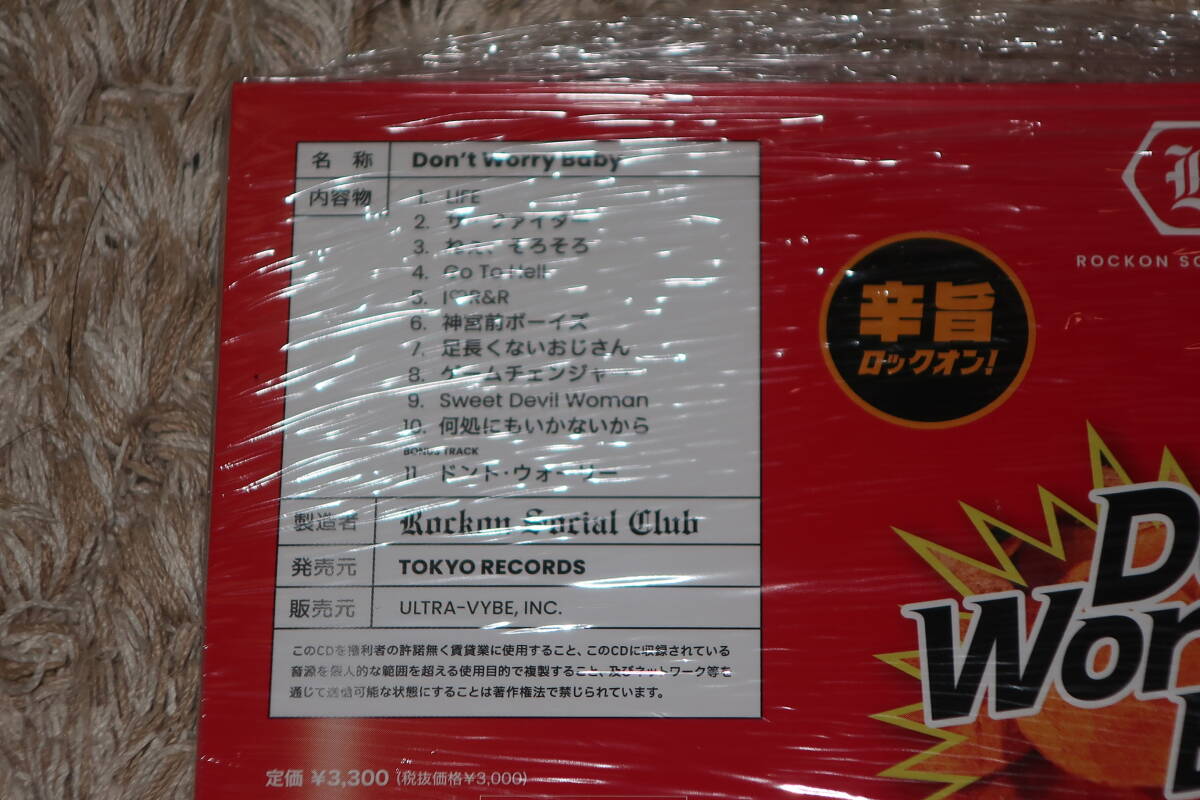 名 称 Don't Worry Baby
内容物 1. LIFE
2. ザ・ファイター
3. ねぇ、そろそろ
4. Go To Hell
5. I♡R&R
6. 神宮前ボーイズ
7. 足長くないおじさん
8. ゲームチェンジャー
9. Sweet Devil Woman
10. 何処にもいかないから
BONUS TRACK
11. ドント・ウォーリー
製造者 Rockon Social Club
発売元 TOKYO RECORDS
販売元 ULTRA-VYBE, INC.
このCDを権利者の許諾無く賃貸業に使用すること、このCDに収録されている
音源を個人的な範囲を超える使用目的で複製すること、及びネットワーク等を
通じて送信可能な状態にすることは著作権法で禁じられています。
定価 ¥3,300 (税抜価格¥3,000)
ROCKON SO
辛旨
ロックオン!
D
Wor